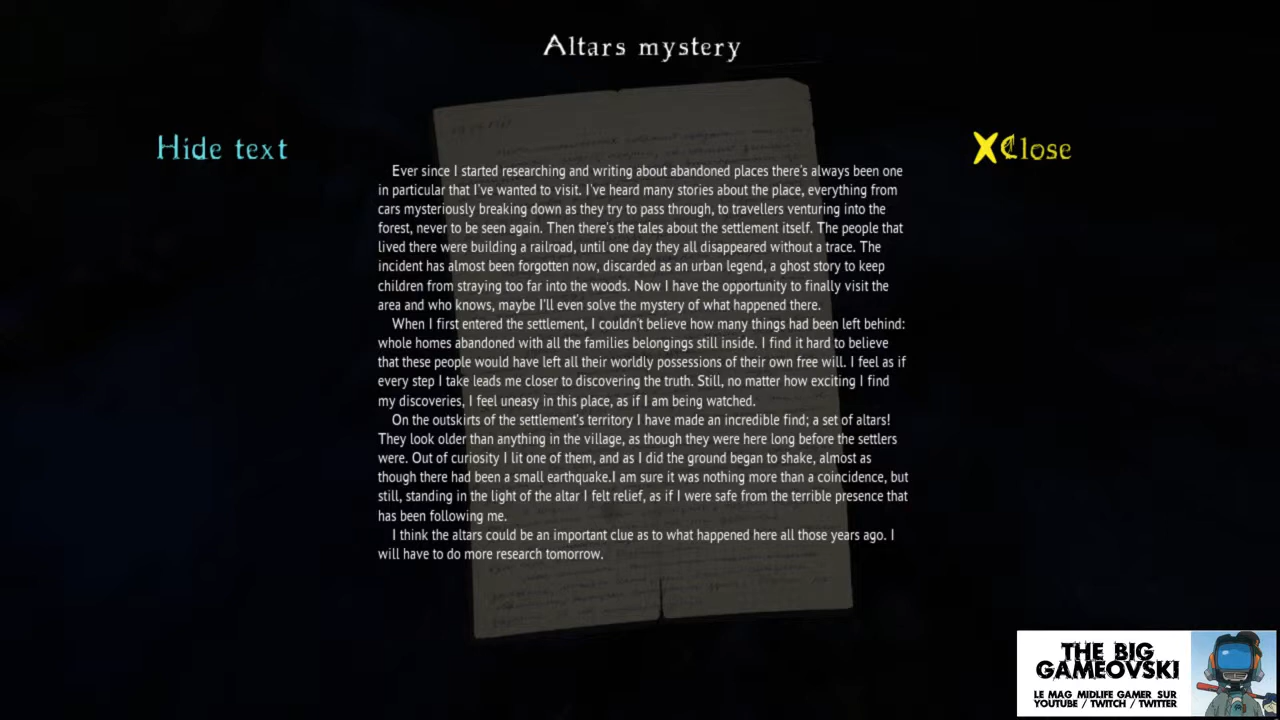 Altars mystery
Hide text
Close
Ever since I started researching and writing about abandoned places there's always been one
in particular that I've wanted to visit. I've heard many stories about the place, everything from
cars mysteriously breaking down as they try to pass through, to travellers venturing into the
forest, never to be seen again. Then there's the tales about the settlement itself. The people that
lived there were building a railroad, until one day they all disappeared without a trace. The
incident has almost been forgotten now, discarded as an urban legend, a ghost story to keep
children from straying too far into the woods. Now I have the opportunity to finally visit the
area and who knows, maybe I'll even solve the mystery of what happened there.
When I first entered the settlement, I couldn't believe how many things had been left behind:
whole homes abandoned with all the families belongings still inside. I find it hard to believe
that these people would have left all their worldly possessions of their own free will. I feel as if
every step I take leads me closer to discovering the truth. Still, no matter how exciting I find
my discoveries, I feel uneasy in this place, as if I am being watched.
On the outskirts of the settlement's territory I have made an incredible find; a set of altars!
They look older than anything in the village, as though they were here long before the settlers
were. Out of curiosity I lit one of them, and as I did the ground began to shake, almost as
though there had been a small earthquake.I am sure it was nothing more than a coincidence, but
still, standing in the light of the altar I felt relief, as if I were safe from the terrible presence that
has been following me.
I think the altars could be an important clue as to what happened here all those years ago. I
will have to do more research tomorrow.
THE BIG
GAMEOVSKI
LE MAG MIDLIFE GAMER SUR
YOUTUBE / TWITCH / TWITTER